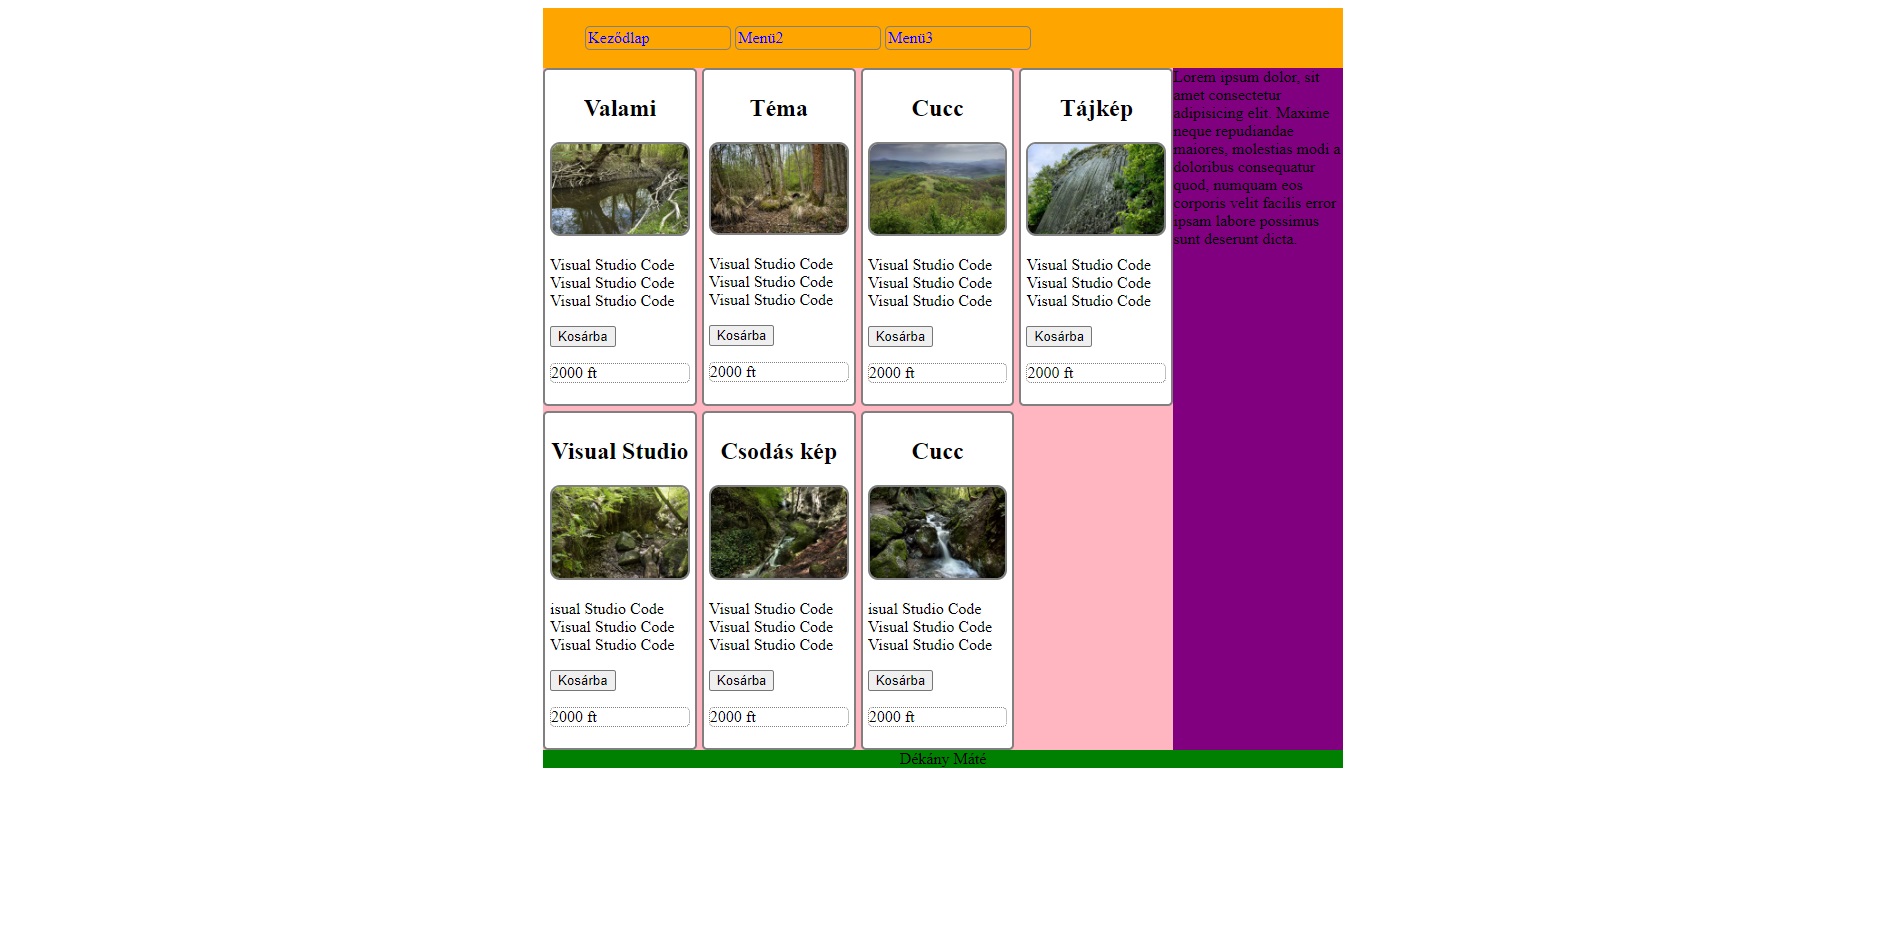 Keződlap Menü2 Menü3
Valami
Visual Studio Code
Visual Studio Code
Visual Studio Code
Kosárba
2000 ft
Téma
Visual Studio Code
Visual Studio Code
Visual Studio Code
Kosárba
2000 ft
Cucc
Visual Studio Code
Visual Studio Code
Visual Studio Code
Kosárba
2000 ft
Tájkép
Visual Studio Code
Visual Studio Code
Visual Studio Code
Kosárba
2000 ft
Lorem ipsum dolor, sit
amet consectetur
adipisicing elit. Maxime
neque repudiandae
maiores, molestias modi a
doloribus consequatur
quod, numquam eos
corporis velit facilis error
ipsam labore possimus
sunt deserunt dicta.
Visual Studio
isual Studio Code
Visual Studio Code
Visual Studio Code
Kosárba
2000 ft
Csodás kép
Visual Studio Code
Visual Studio Code
Visual Studio Code
Kosárba
2000 ft
Cucc
isual Studio Code
Visual Studio Code
Visual Studio Code
Kosárba
2000 ft
Dékány Máté